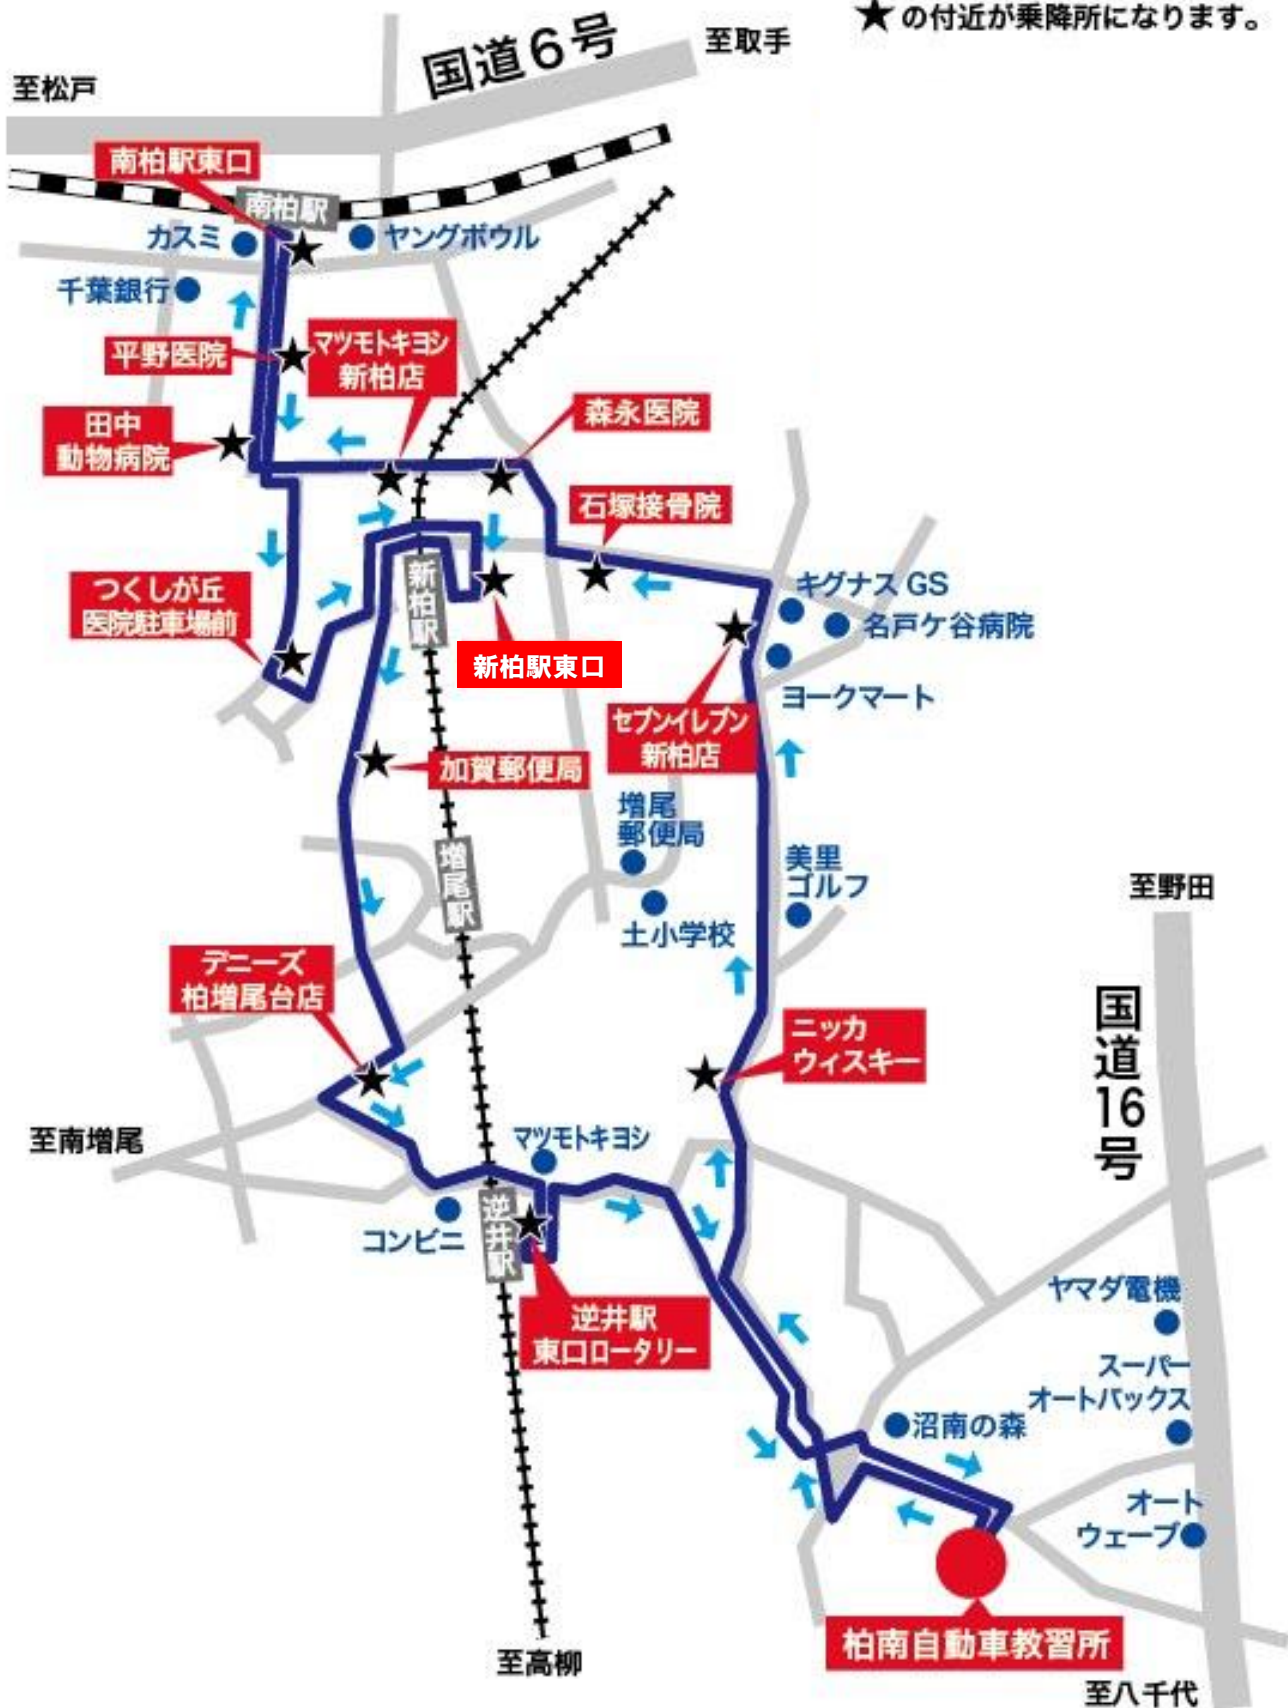 ★の付近が乗降所になります。
国道6号
至取手
至松戸
南柏駅東口
南柏駅
カスミ
ヤングボウル
千葉銀行
平野医院
マツモトキヨシ
新柏店
田中
動物病院
森永医院
石塚接骨院
つくしが丘
医院駐車場前
新柏駅
キグナス GS
名戸ケ谷病院
新柏駅東口
ヨークマート
セブンイレブン
新柏店
加賀郵便局
増尾
郵便局
増尾駅
美里
ゴルフ
至野田
土小学校
デニーズ
柏増尾台店
国道16号
ニッカ
ウィスキー
至南増尾
マツモトキヨシ
コンビニ
逆井駅
逆井駅
東口ロータリー
ヤマダ電機
スーパー
オートバックス
沼南の森
オート
ウェーブ
柏南自動車教習所
至高柳
至八千代